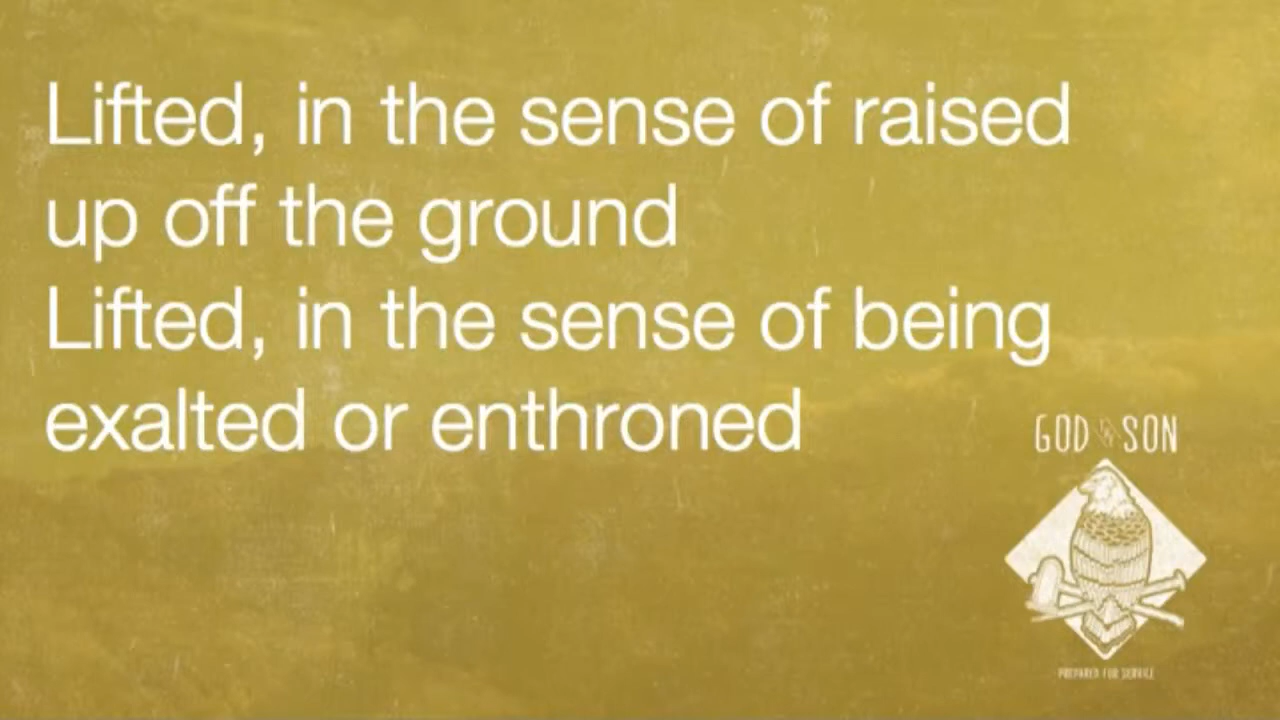 Lifted, in the sense of raised
up off the ground
Lifted, in the sense of being
exalted or enthroned
GOD SON
PREPARED FOR SERVICE